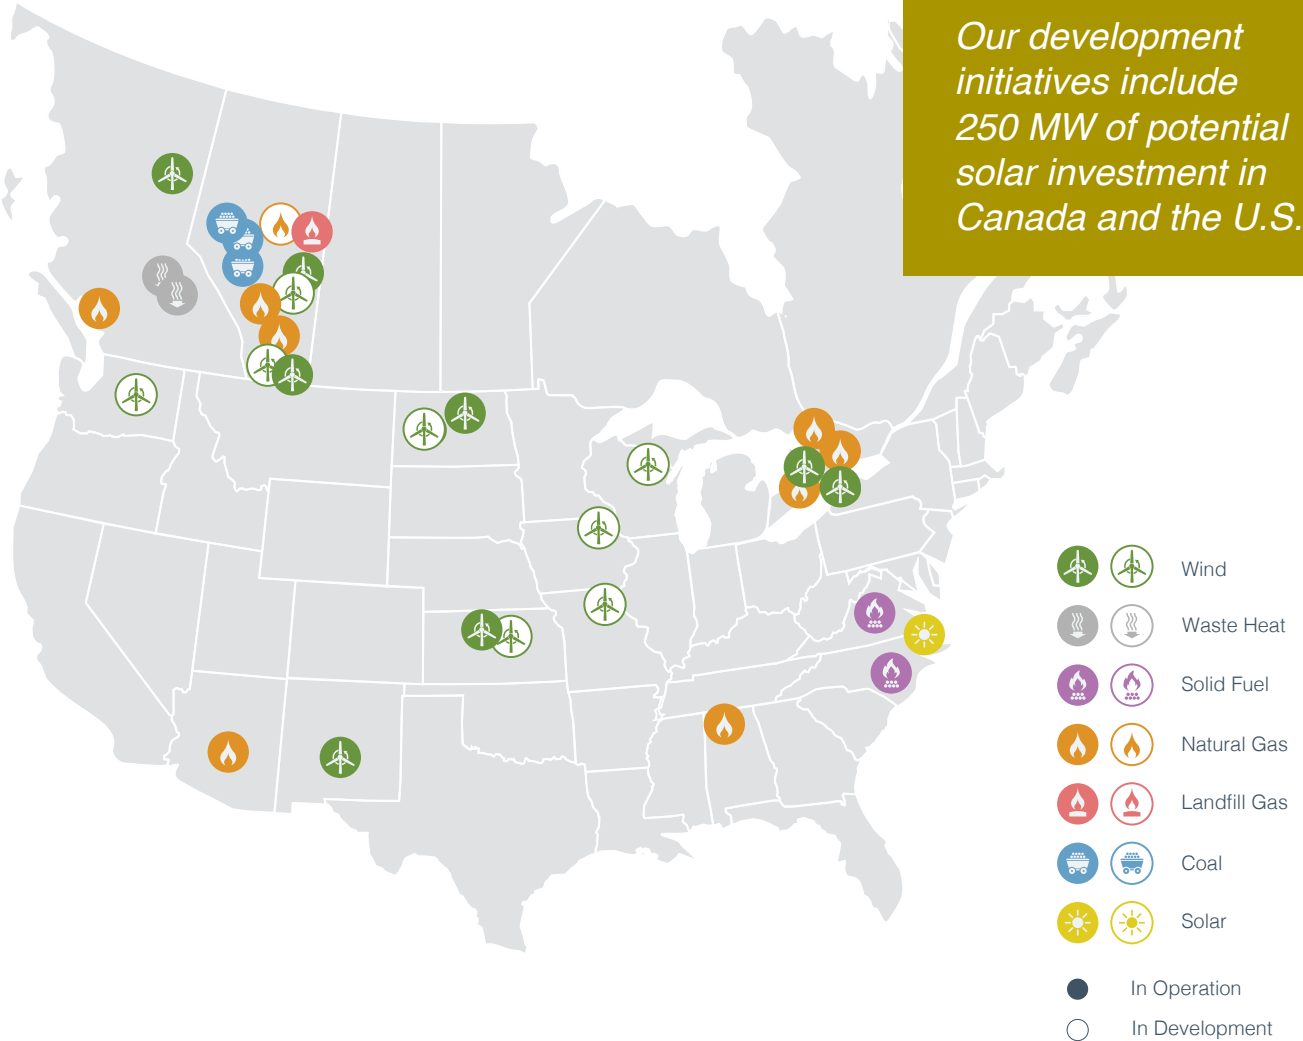 Our development
initiatives include
250 MW of potential
solar investment in
Canada and the U.S.
Wind
Waste Heat
Solid Fuel
Natural Gas
Landfill Gas
Coal
Solar
In Operation
In Development